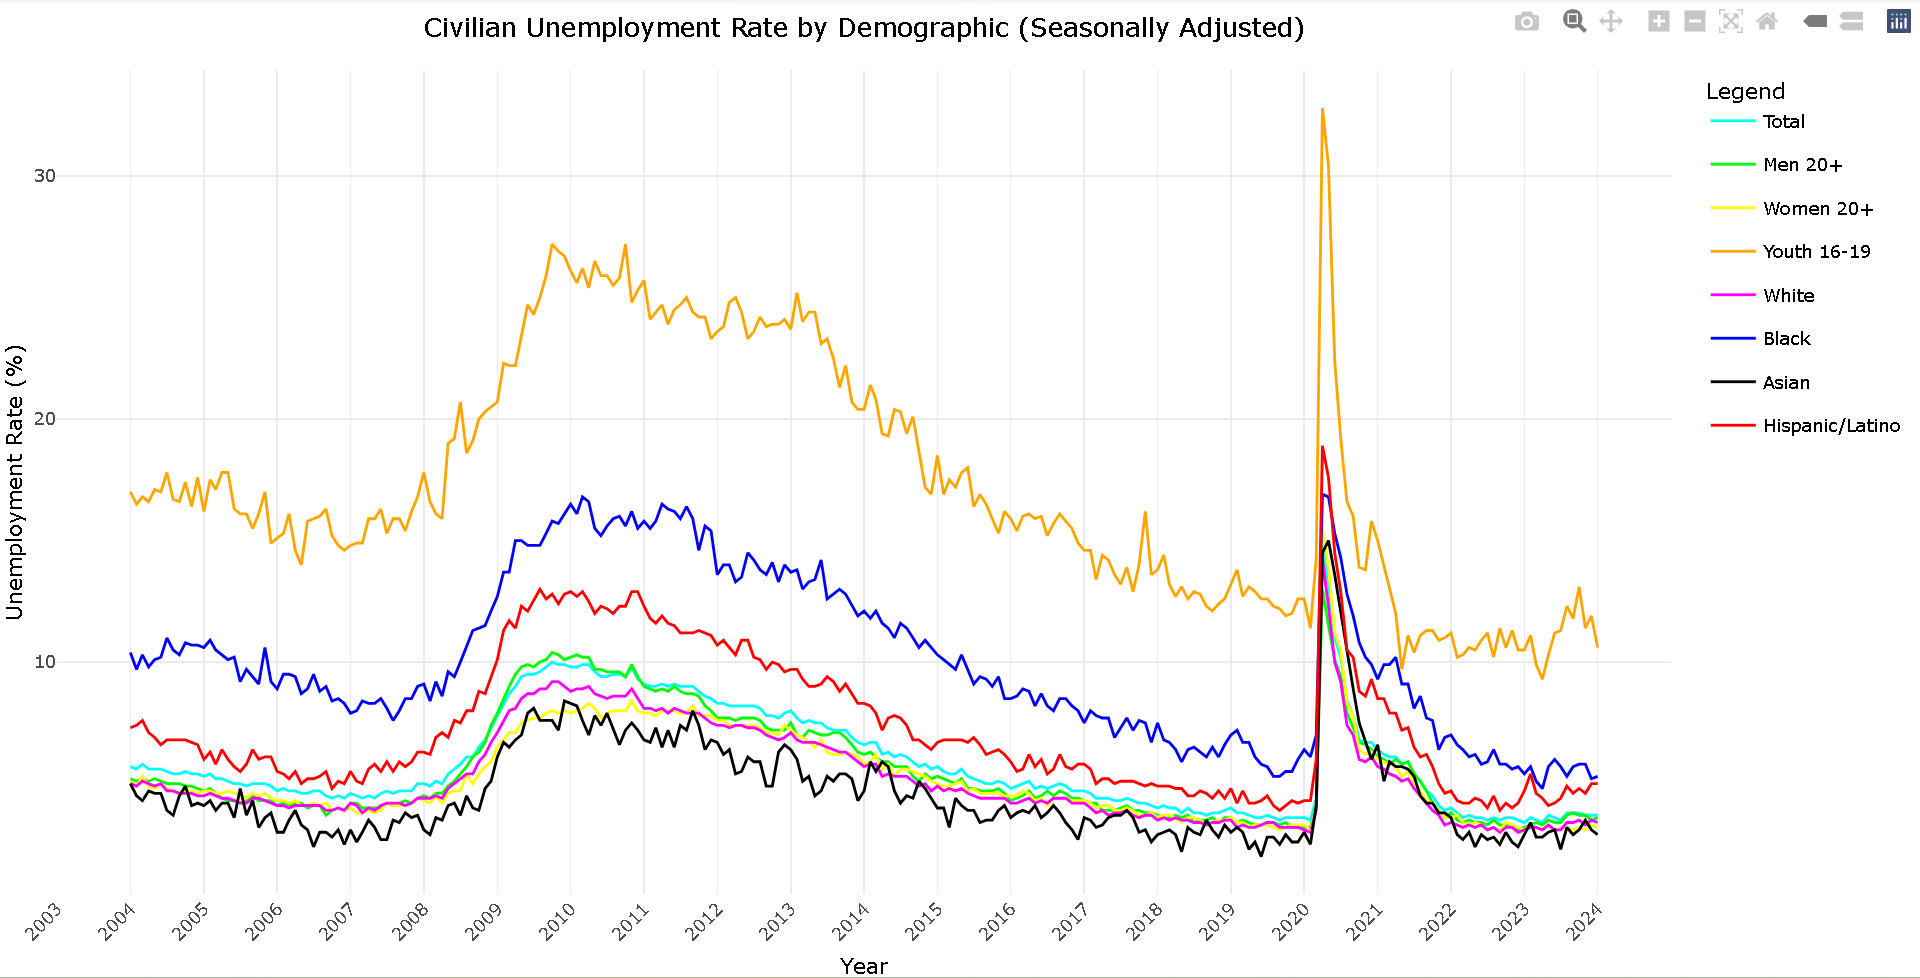 Civilian Unemployment Rate by Demographic (Seasonally Adjusted)
Legend
Total
Men 20+
Women 20+
Youth 16-19
White
Black
Asian
Hispanic/Latino
Unemployment Rate (%)
30
20
10
2003
2004
2005
2006
2007
2008
2009
2010
2011
2012
2013
2014
2015
2016
2017
2018
2019
2020
2021
2022
2023
2024
Year